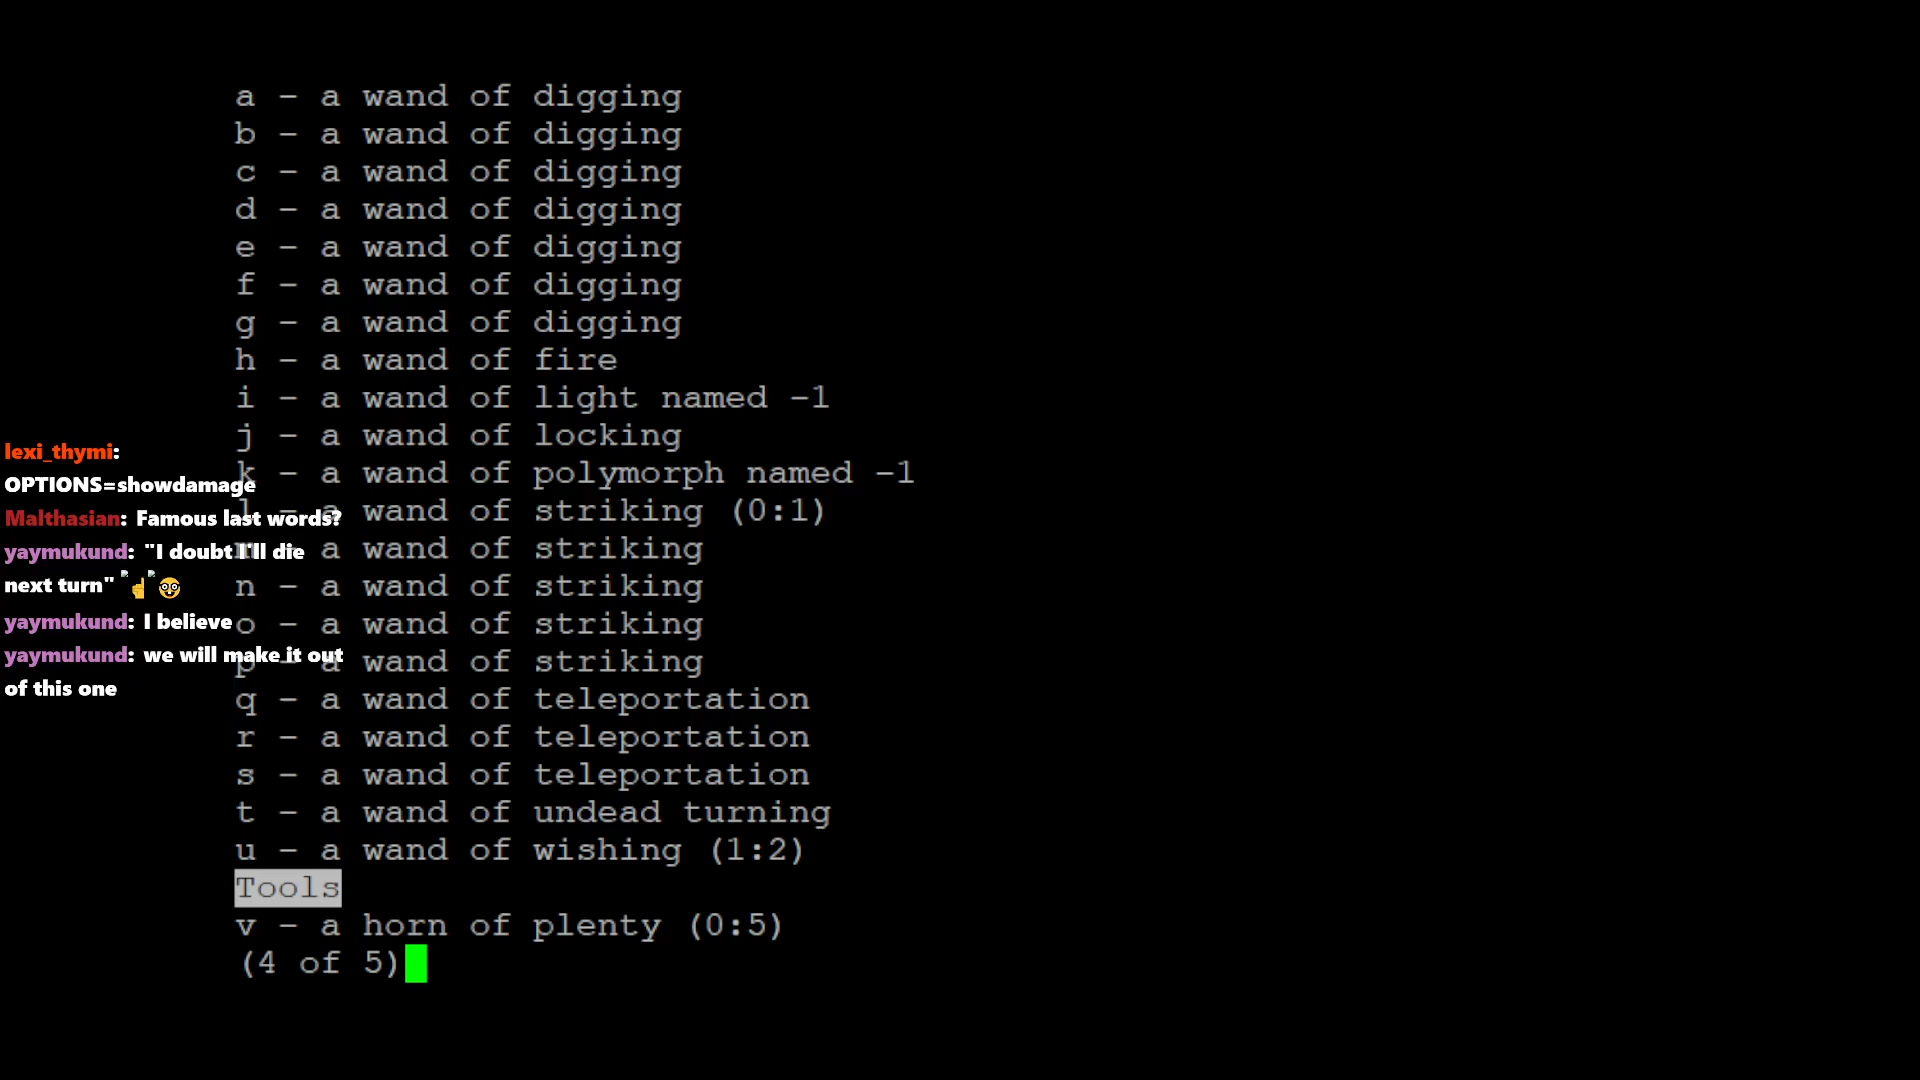 a - a wand of digging
b - a wand of digging
c - a wand of digging
d - a wand of digging
e - a wand of digging
f - a wand of digging
g - a wand of digging
h - a wand of fire
i - a wand of light named -1
j - a wand of locking
k - a wand of polymorph named -1
l - a wand of striking (0:1)
m - a wand of striking
n - a wand of striking
o - a wand of striking
p - a wand of striking
q - a wand of teleportation
r - a wand of teleportation
s - a wand of teleportation
t - a wand of undead turning
u - a wand of wishing (1:2)
Tools
v - a horn of plenty (0:5)
(4 of 5)
lexi_thymi:
OPTIONS=showdamage
Malthasian: Famous last words?
yaymukund: "I doubt I'll die
next turn" ☝🤓
yaymukund: I believe
yaymukund: we will make it out
of this one